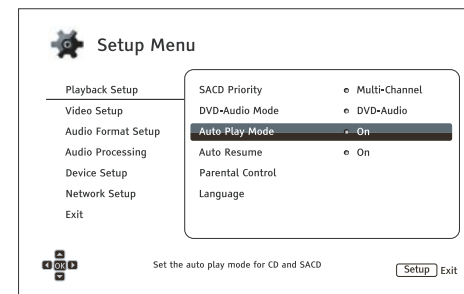 Setup Menu
Playback Setup
Video Setup
Audio Format Setup
Audio Processing
Device Setup
Network Setup
Exit
SACD Priority Multi-Channel
DVD-Audio Mode DVD-Audio
Auto Play Mode On
Auto Resume On
Parental Control
Language
OK
Set the auto play mode for CD and SACD
Setup Exit